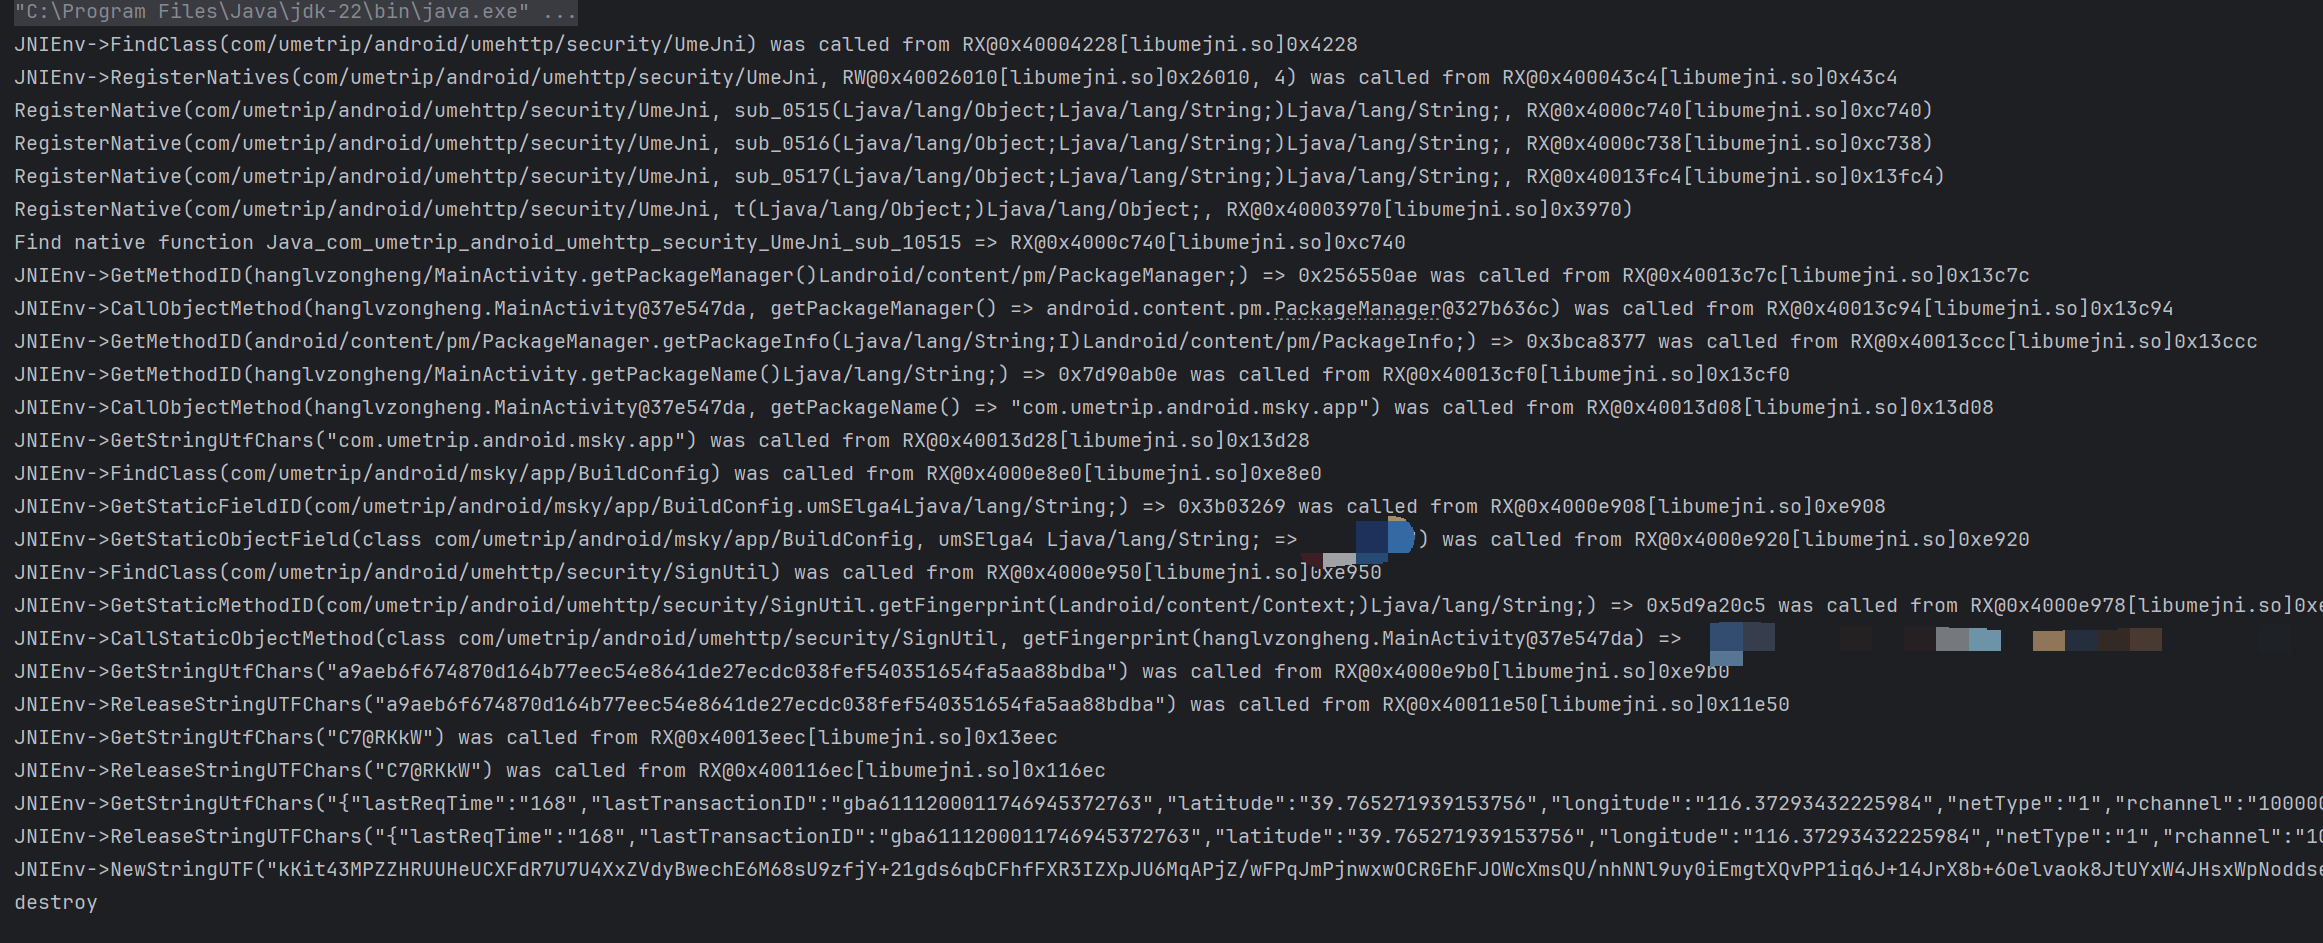 "C:\Program Files\Java\jdk-22\bin\java.exe" ...
JNIEnv->FindClass(com/umetrip/android/umehttp/security/UmeJni) was called from RX@0x40004228[libumejni.so]0x4228
JNIEnv->RegisterNatives(com/umetrip/android/umehttp/security/UmeJni, RW@0x40026010[libumejni.so]0x26010, 4) was called from RX@0x400043c4[libumejni.so]0x43c4
RegisterNative(com/umetrip/android/umehttp/security/UmeJni, sub_0515(Ljava/lang/Object;Ljava/lang/String;)Ljava/lang/String;, RX@0x4000c740[libumejni.so]0xc740)
RegisterNative(com/umetrip/android/umehttp/security/UmeJni, sub_0516(Ljava/lang/Object;Ljava/lang/String;)Ljava/lang/String;, RX@0x4000c738[libumejni.so]0xc738)
RegisterNative(com/umetrip/android/umehttp/security/UmeJni, sub_0517(Ljava/lang/Object;Ljava/lang/String;)Ljava/lang/String;, RX@0x40013fc4[libumejni.so]0x13fc4)
RegisterNative(com/umetrip/android/umehttp/security/UmeJni, t(Ljava/lang/Object;)Ljava/lang/Object;, RX@0x40003970[libumejni.so]0x3970)
Find native function Java_com_umetrip_android_umehttp_security_UmeJni_sub_10515 => RX@0x4000c740[libumejni.so]0xc740
JNIEnv->GetMethodID(hanglvzongheng/MainActivity.getPackageManager()Landroid/content/pm/PackageManager;) => 0x256550ae was called from RX@0x40013c7c[libumejni.so]0x13c7c
JNIEnv->CallObjectMethod(hanglvzongheng.MainActivity@37e547da, getPackageManager() => android.content.pm.PackageManager@327b636c) was called from RX@0x40013c94[libumejni.so]0x13c94
JNIEnv->GetMethodID(android/content/pm/PackageManager.getPackageInfo(Ljava/lang/String;I)Landroid/content/pm/PackageInfo;) => 0x3bca8377 was called from RX@0x40013ccc[libumejni.so]0x13ccc
JNIEnv->GetMethodID(hanglvzongheng/MainActivity.getPackageName()Ljava/lang/String;) => 0x7d90ab0e was called from RX@0x40013cf0[libumejni.so]0x13cf0
JNIEnv->CallObjectMethod(hanglvzongheng.MainActivity@37e547da, getPackageName() => "com.umetrip.android.msky.app") was called from RX@0x40013d08[libumejni.so]0x13d08
JNIEnv->GetStringUtfChars("com.umetrip.android.msky.app") was called from RX@0x40013d28[libumejni.so]0x13d28
JNIEnv->FindClass(com/umetrip/android/msky/app/BuildConfig) was called from RX@0x4000e8e0[libumejni.so]0xe8e0
JNIEnv->GetStaticFieldID(com/umetrip/android/msky/app/BuildConfig.umSElga4Ljava/lang/String;) => 0x3b03269 was called from RX@0x4000e908[libumejni.so]0xe908
JNIEnv->GetStaticObjectField(class com/umetrip/android/msky/app/BuildConfig, umSElga4 Ljava/lang/String; => ) was called from RX@0x4000e920[libumejni.so]0xe920
JNIEnv->FindClass(com/umetrip/android/umehttp/security/SignUtil) was called from RX@0x4000e950[libumejni.so]0xe950
JNIEnv->GetStaticMethodID(com/umetrip/android/umehttp/security/SignUtil.getFingerprint(Landroid/content/Context;)Ljava/lang/String;) => 0x5d9a20c5 was called from RX@0x4000e978[libumejni.so]0xe
JNIEnv->CallStaticObjectMethod(class com/umetrip/android/umehttp/security/SignUtil, getFingerprint(hanglvzongheng.MainActivity@37e547da) =>
JNIEnv->GetStringUtfChars("a9aeb6f674870d164b77eec54e8641de27ecdc038fef540351654fa5aa88bdba") was called from RX@0x4000e9b0[libumejni.so]0xe9b0
JNIEnv->ReleaseStringUTFChars("a9aeb6f674870d164b77eec54e8641de27ecdc038fef540351654fa5aa88bdba") was called from RX@0x40011e50[libumejni.so]0x11e50
JNIEnv->GetStringUtfChars("C7@RKkW") was called from RX@0x40013eec[libumejni.so]0x13eec
JNIEnv->ReleaseStringUTFChars("C7@RKkW") was called from RX@0x400116ec[libumejni.so]0x116ec
JNIEnv->GetStringUtfChars("{"lastReqTime":"168","lastTransactionID":"gba6111200011746945372763","latitude":"39.765271939153756","longitude":"116.37293432225984","netType":"1","rchannel":"100000
JNIEnv->ReleaseStringUTFChars("{"lastReqTime":"168","lastTransactionID":"gba6111200011746945372763","latitude":"39.765271939153756","longitude":"116.37293432225984","netType":"1","rchannel":"10
JNIEnv->NewStringUTF("kKit43MPZZHRUUHeUCXFdR7U7U4XxZVdyBwechE6M68sU9zfjY+21gds6qbCFhfFXR3IZXpJU6MqAPjZ/wFPqJmPjnwxwOCRGEhFJOWcXmsQU/nhNNl9uy0iEmgtXQvPP1iq6J+14JrX8b+6Oelvaok8JtUYxW4JHsxWpNoddse
destroy